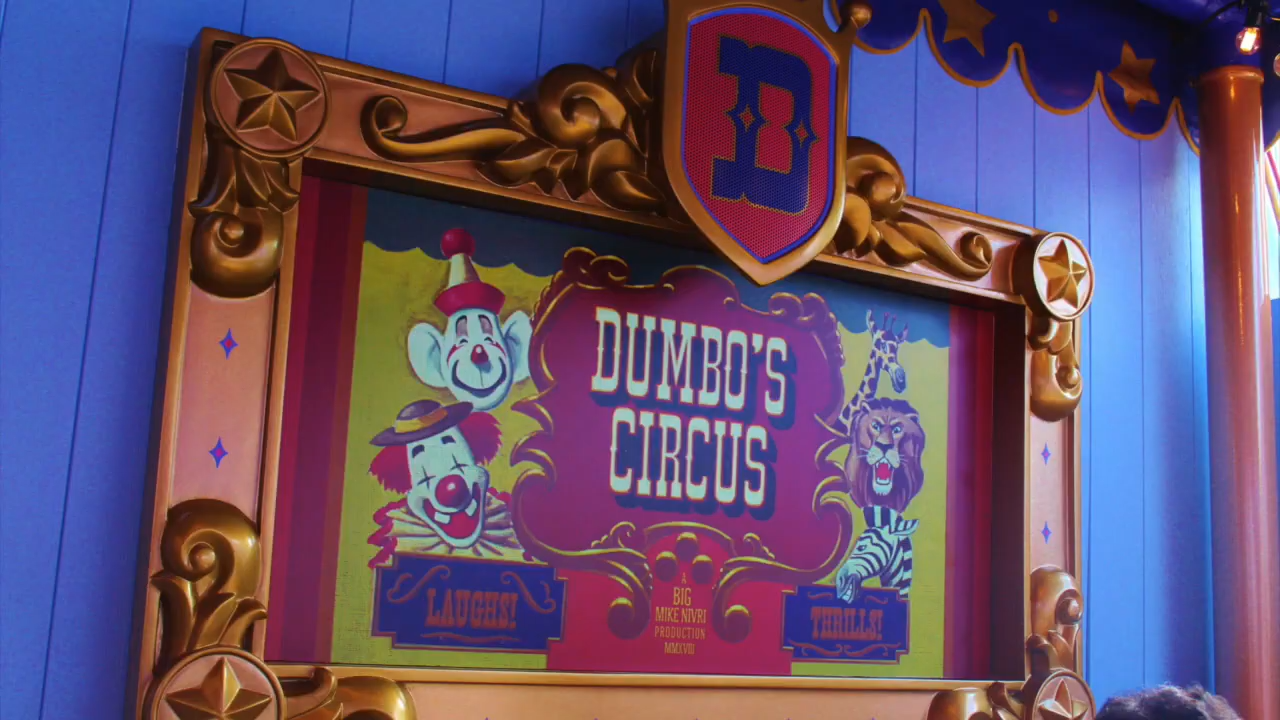 D
DUMBO'S
CIRCUS
LAUGHS!
A
BIG
MIKE NIVRI
PRODUCTION
MMXVIII
THRILLS!